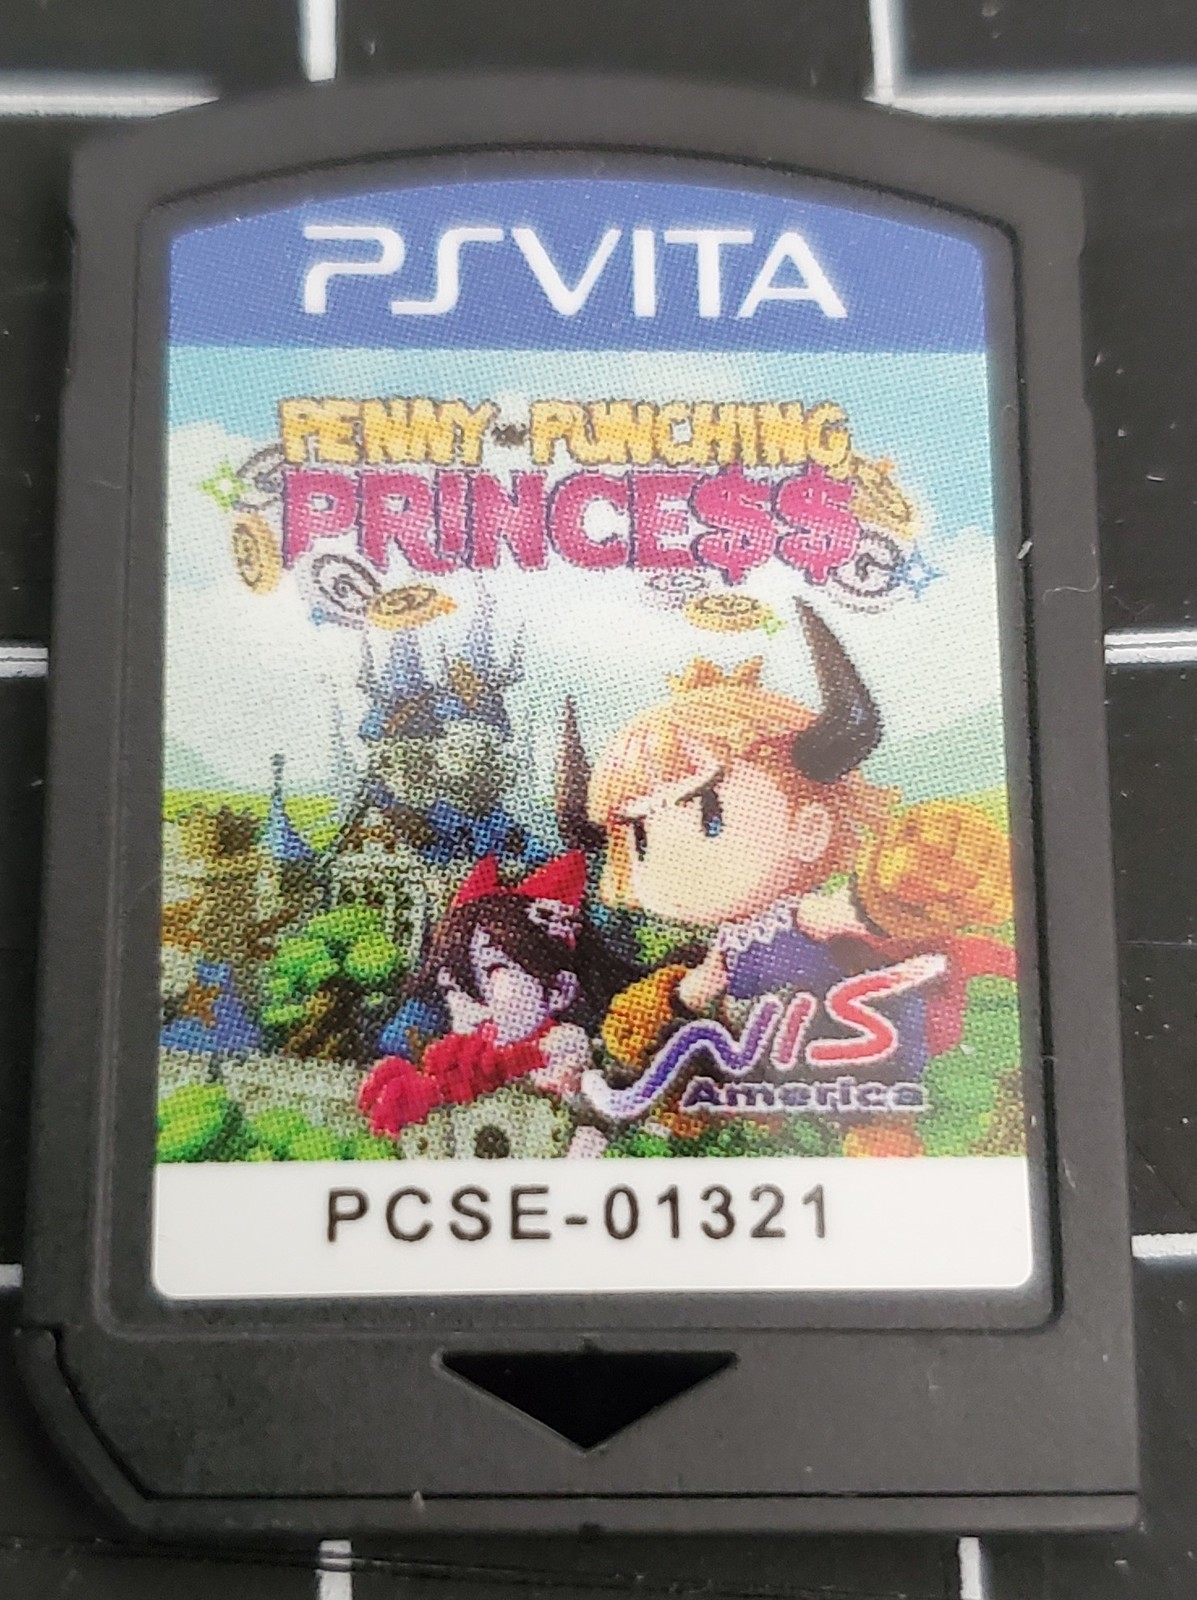 PSVITA
PENNY-PUNCHING
PRINCE$$
NIS
America
PCSE-01321